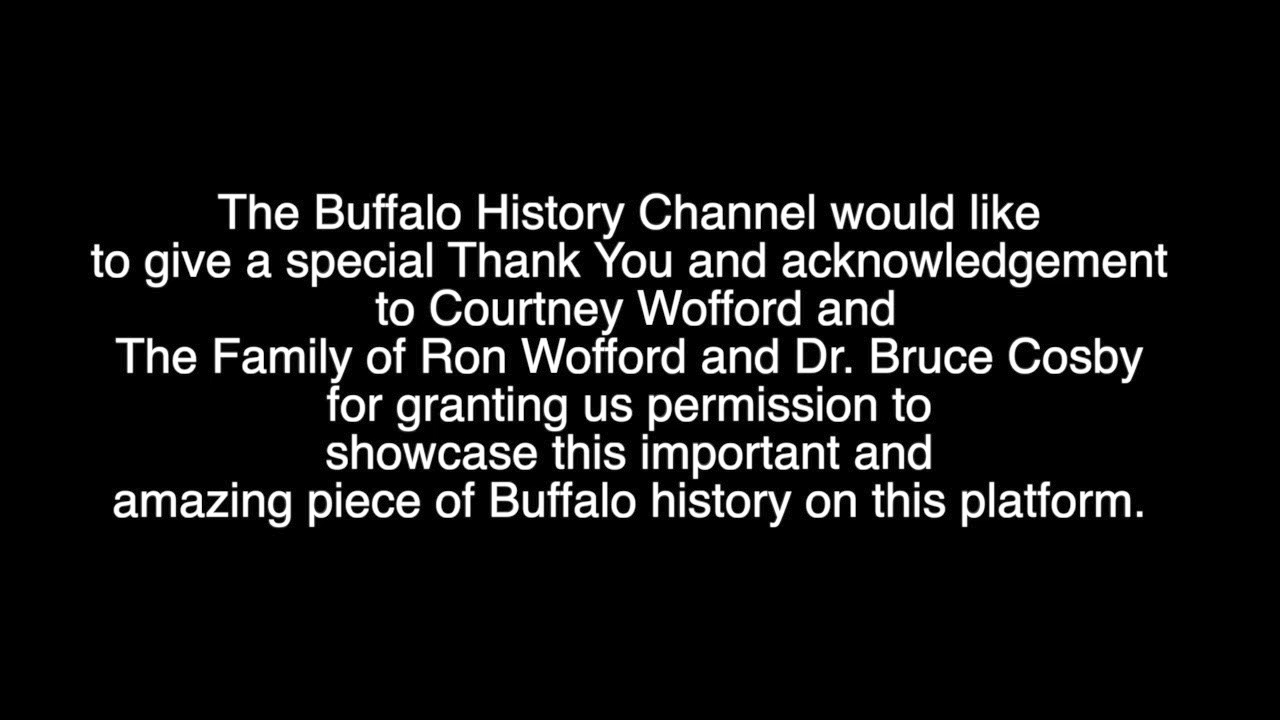 The Buffalo History Channel would like
to give a special Thank You and acknowledgement
to Courtney Wofford and
The Family of Ron Wofford and Dr. Bruce Cosby
for granting us permission to
showcase this important and
amazing piece of Buffalo history on this platform.